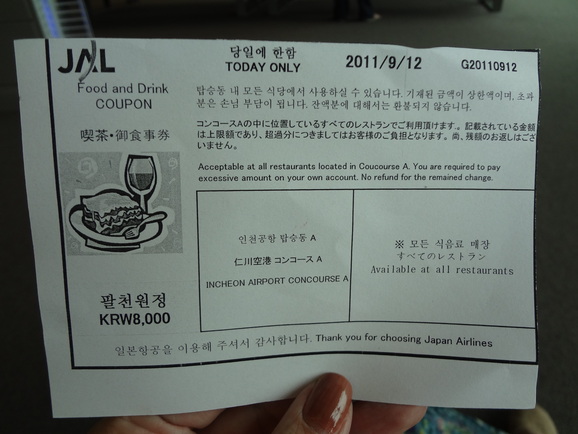 JAL
Food and Drink
COUPON
喫茶・御食事券
팔천원정
KRW8,000
당일에 한함
TODAY ONLY
2011/9/12
G20110912
탑승동 내 모든 식당에서 사용하실 수 있습니다. 기재된 금액이 상한액이며, 초과
분은 손님 부담이 됩니다. 잔액분에 대해서는 환불되지 않습니다.
コンコースAの中に位置しているすべてのレストランでご利用頂けます。記載されている金額
は上限額であり、超過分につきましてはお客様のご負担となります。尚、残額のお返しはござ
いません。
Acceptable at all restaurants located in Coucourse A. You are required to pay
excessive amount on your own account. No refund for the remained change.
인천공항 탑승동 A
仁川空港 コンコース A
INCHEON AIRPORT CONCOURSE A
※ 모든 식음료 매장
すべてのレストラン
Available at all restaurants
일본항공을 이용해 주셔서 감사합니다. Thank you for choosing Japan Airlines